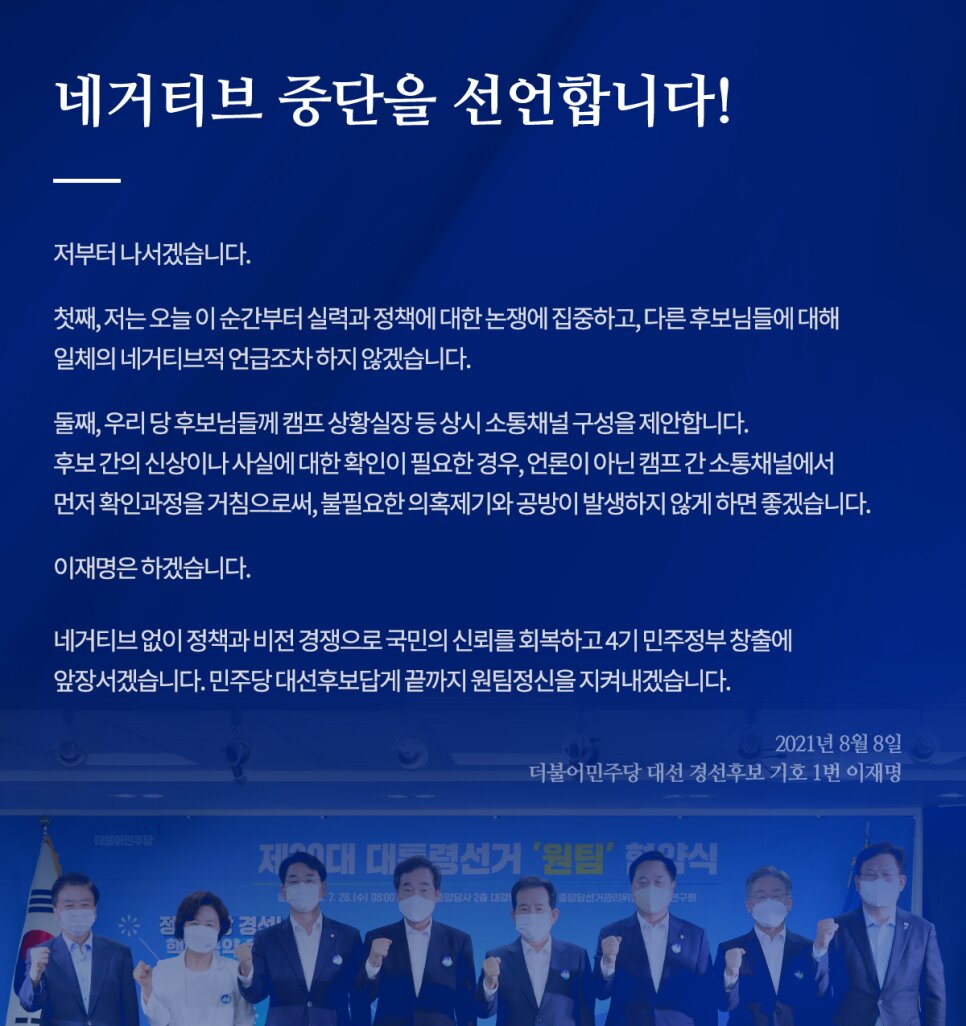 네거티브 중단을 선언합니다!
저부터 나서겠습니다.
첫째, 저는 오늘 이 순간부터 실력과 정책에 대한 논쟁에 집중하고, 다른 후보님들에 대해
일체의 네거티브적 언급조차 하지 않겠습니다.
둘째, 우리 당 후보님들께 캠프 상황실장 등 상시 소통채널 구성을 제안합니다.
후보 간의 신상이나 사실에 대한 확인이 필요한 경우, 언론이 아닌 캠프 간 소통채널에서
먼저 확인과정을 거침으로써, 불필요한 의혹제기와 공방이 발생하지 않게 하면 좋겠습니다.
이재명은 하겠습니다.
네거티브 없이 정책과 비전 경쟁으로 국민의 신뢰를 회복하고 4기 민주정부 창출에
앞장서겠습니다. 민주당 대선후보답게 끝까지 원팀정신을 지켜내겠습니다.
2021년 8월 8일
더불어민주당 대선 경선후보 기호 1번 이재명
더불어민주당
대통령선거 '원팀' 협약식
7. 28. (수) 08:00